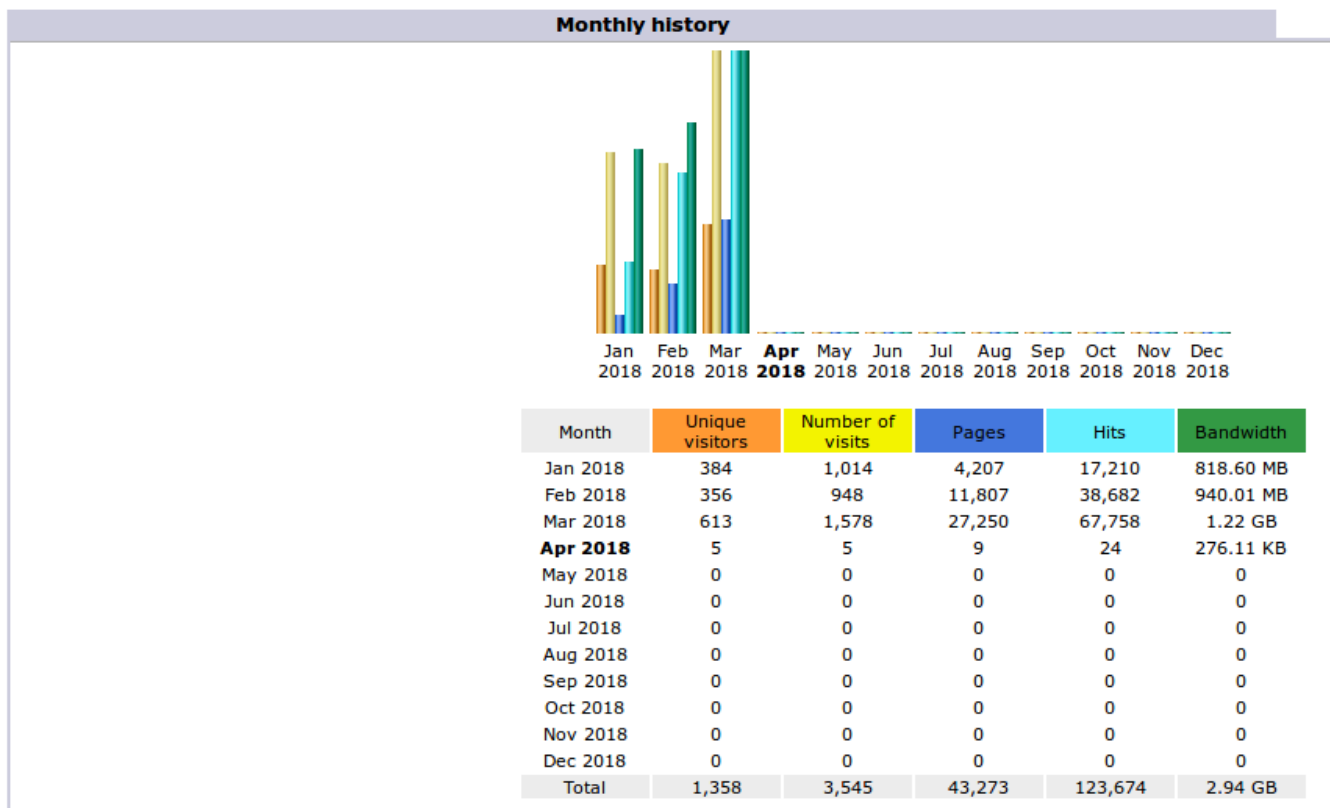 Monthly history
Jan Feb Mar Apr May Jun Jul Aug Sep Oct Nov Dec
2018 2018 2018 2018 2018 2018 2018 2018 2018 2018 2018 2018
Month Unique visitors Number of visits Pages Hits Bandwidth
Jan 2018 384 1,014 4,207 17,210 818.60 MB
Feb 2018 356 948 11,807 38,682 940.01 MB
Mar 2018 613 1,578 27,250 67,758 1.22 GB
Apr 2018 5 5 9 24 276.11 KB
May 2018 0 0 0 0 0
Jun 2018 0 0 0 0 0
Jul 2018 0 0 0 0 0
Aug 2018 0 0 0 0 0
Sep 2018 0 0 0 0 0
Oct 2018 0 0 0 0 0
Nov 2018 0 0 0 0 0
Dec 2018 0 0 0 0 0
Total 1,358 3,545 43,273 123,674 2.94 GB